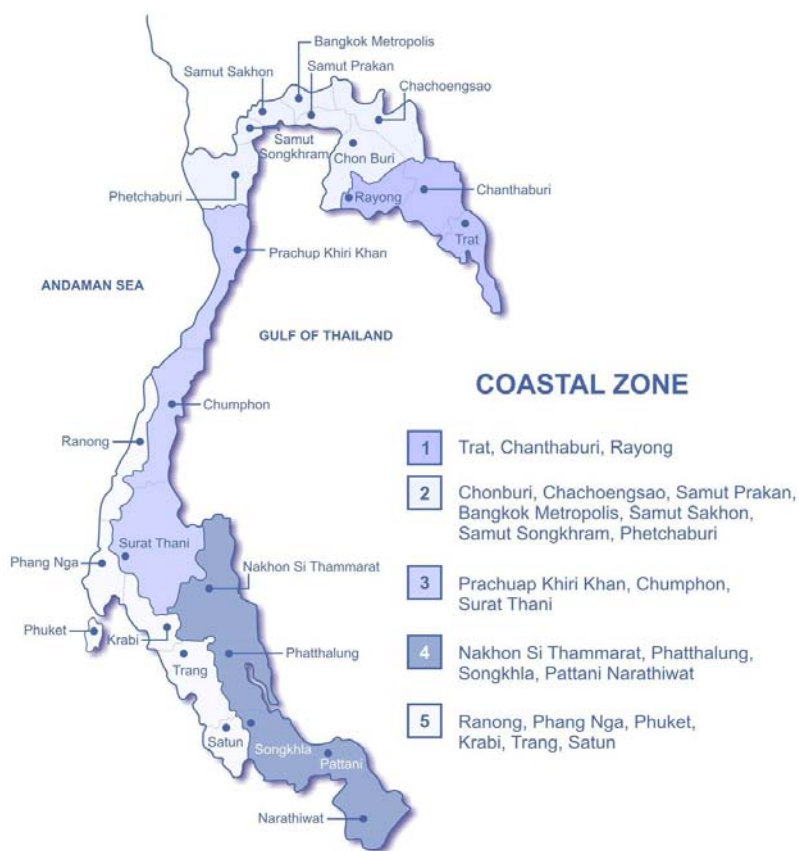 Bangkok Metropolis
Samut Prakan
Samut Sakhon
Chachoengsao
Samut
Songkhram
Chon Buri
Phetchaburi
Rayong
Chanthaburi
Trat
Prachup Khiri Khan
ANDAMAN SEA
GULF OF THAILAND
Chumphon
Ranong
Surat Thani
Phang Nga
Nakhon Si Thammarat
Phuket
Krabi
Phatthalung
Trang
Satun
Songkhla
Pattani
Narathiwat
COASTAL ZONE
1 Trat, Chanthaburi, Rayong
2 Chonburi, Chachoengsao, Samut Prakan,
Bangkok Metropolis, Samut Sakhon,
Samut Songkhram, Phetchaburi
3 Prachuap Khiri Khan, Chumphon,
Surat Thani
4 Nakhon Si Thammarat, Phatthalung,
Songkhla, Pattani Narathiwat
5 Ranong, Phang Nga, Phuket,
Krabi, Trang, Satun